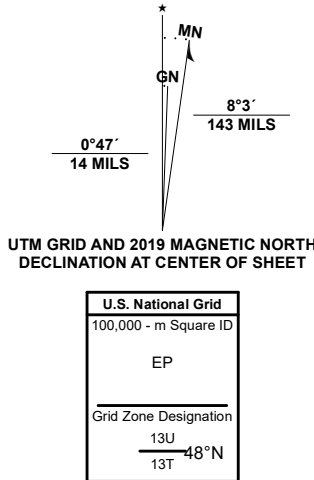 ★
MN
GN
8°3´
143 MILS
0°47´
14 MILS
UTM GRID AND 2019 MAGNETIC NORTH
DECLINATION AT CENTER OF SHEET
U.S. National Grid
100,000 - m Square ID
EP
Grid Zone Designation
13U
48°N
13T